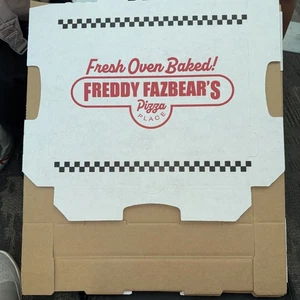 Fresh Oven Baked!
FREDDY FAZBEAR'S
Pizza
PLACE